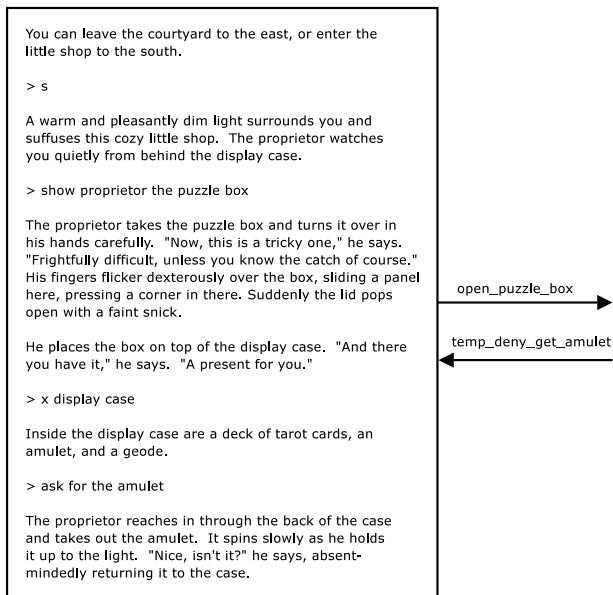 You can leave the courtyard to the east, or enter the
little shop to the south.
> s
A warm and pleasantly dim light surrounds you and
suffuses this cozy little shop.  The proprietor watches
you quietly from behind the display case.
> show proprietor the puzzle box
The proprietor takes the puzzle box and turns it over in
his hands carefully.  "Now, this is a tricky one," he says.
"Frightfully difficult, unless you know the catch of course."
His fingers flicker dexterously over the box, sliding a panel
here, pressing a corner in there. Suddenly the lid pops
open with a faint snick.
He places the box on top of the display case.  "And there
you have it," he says.  "A present for you."
> x display case
Inside the display case are a deck of tarot cards, an
amulet, and a geode.
> ask for the amulet
The proprietor reaches in through the back of the case
and takes out the amulet.  It spins slowly as he holds
it up to the light.  "Nice, isn't it?" he says, absent-
mindedly returning it to the case.
open_puzzle_box
temp_deny_get_amulet